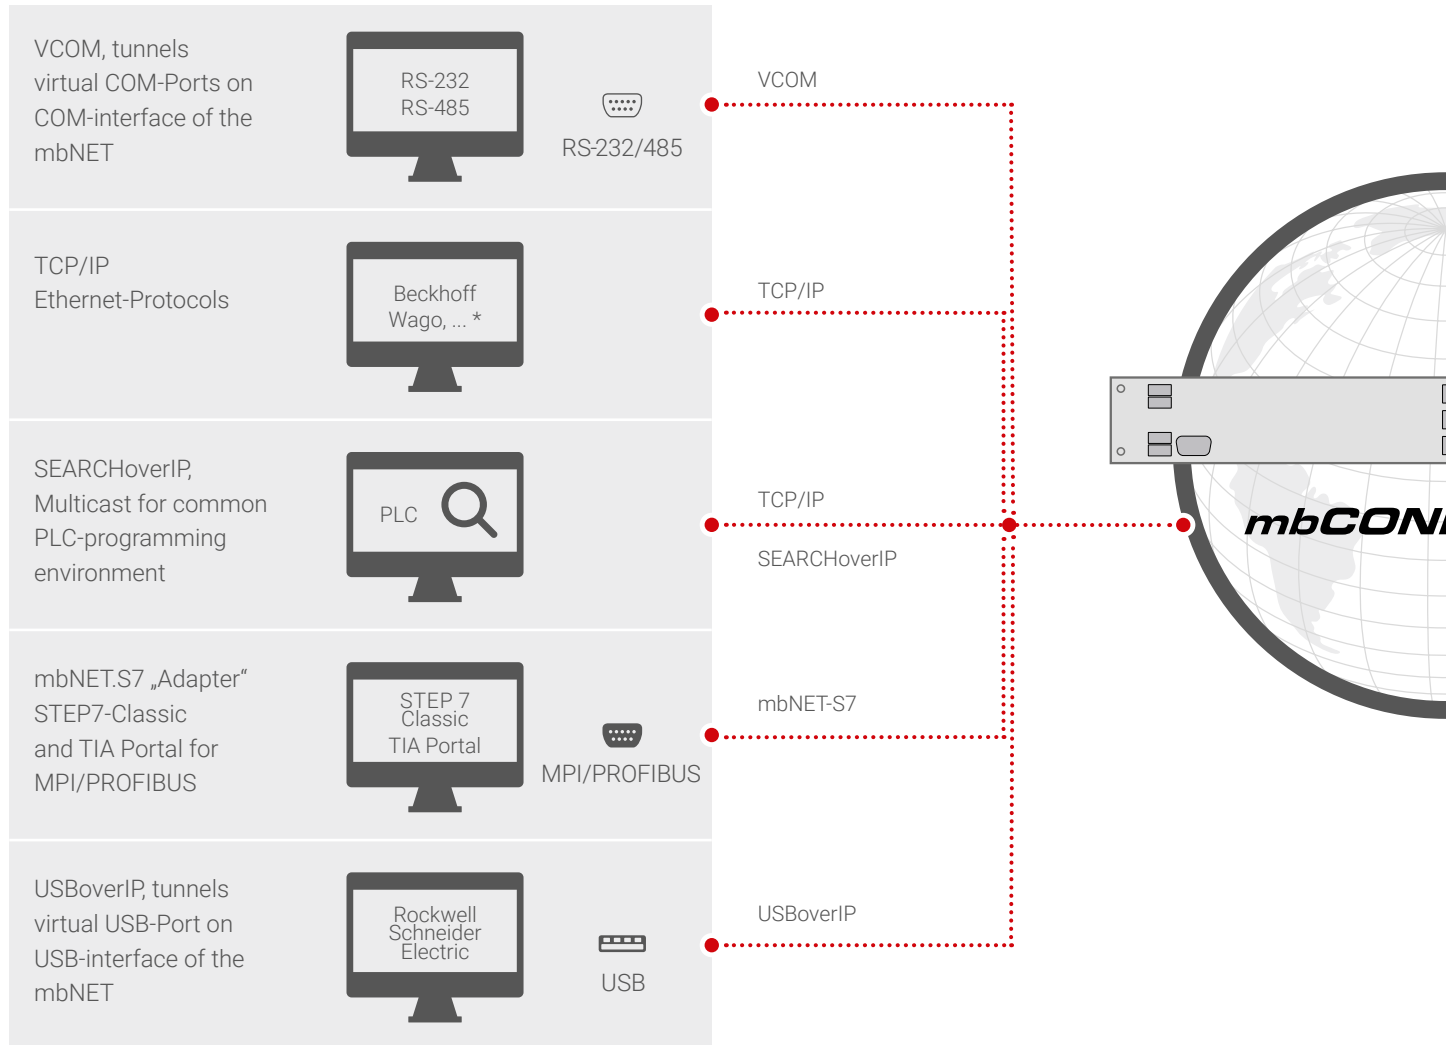 VCOM, tunnels
virtual COM-Ports on
COM-interface of the
mbNET
RS-232
RS-485
RS-232/485
VCOM
TCP/IP
Ethernet-Protocols
Beckhoff
Wago, ... *
TCP/IP
SEARCHoverIP,
Multicast for common
PLC-programming
environment
PLC
TCP/IP
SEARCHoverIP
mbNET.S7 „Adapter“
STEP7-Classic
and TIA Portal for
MPI/PROFIBUS
STEP 7
Classic
TIA Portal
MPI/PROFIBUS
mbNET-S7
USBoverIP, tunnels
virtual USB-Port on
USB-interface of the
mbNET
Rockwell
Schneider
Electric
USB
USBoverIP
mbCON